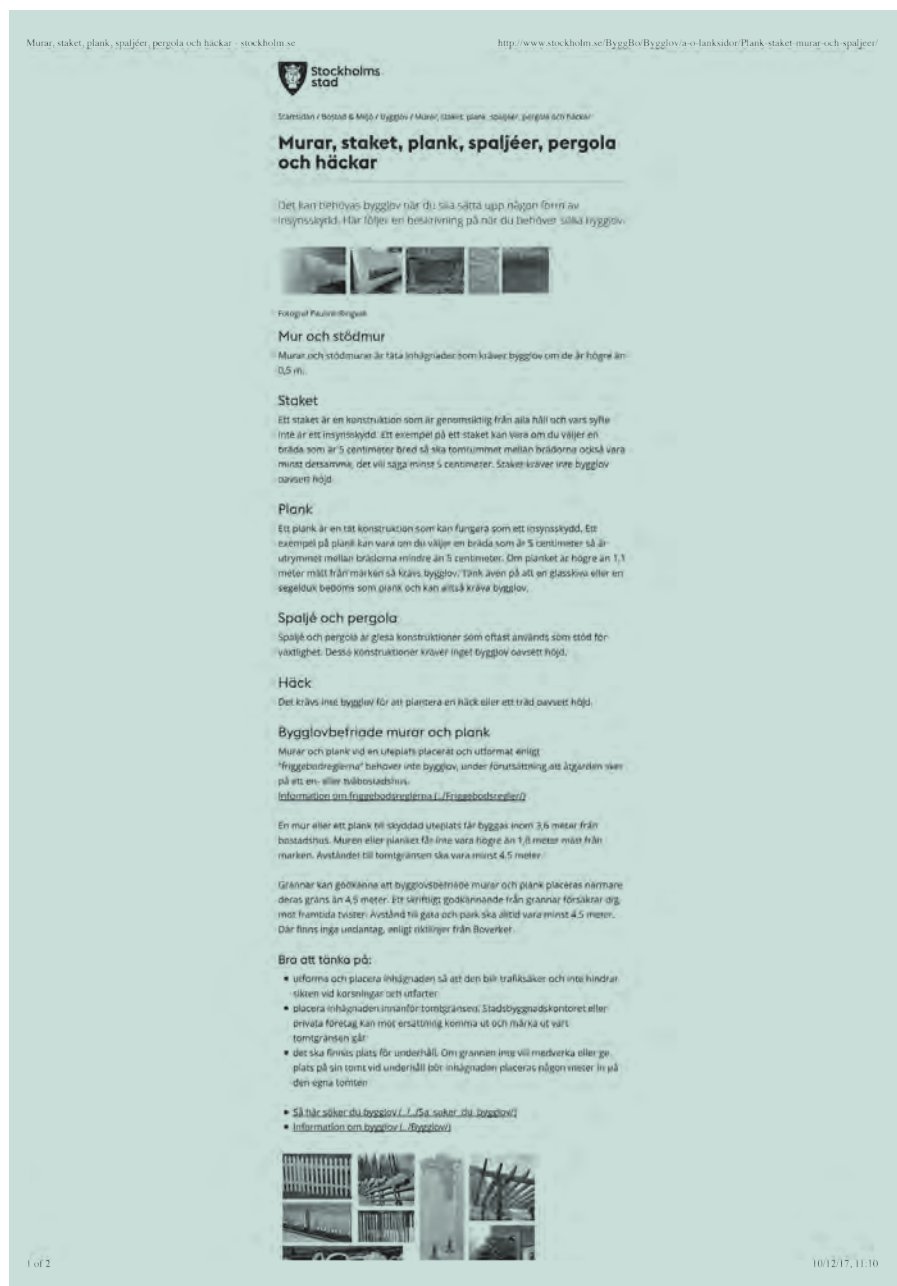 Murar, staket, plank, spaljéer, pergola och häckar - stockholm.se
http://www.stockholm.se/ByggBo/Bygglov/a-o-lanksidor/Plank-staket-murar-och-spaljeer/
Stockholms
stad
Startsidan / Bostad & Miljö / Bygglov / Murar, staket, plank, spaljéer, pergola och häckar
Murar, staket, plank, spaljéer, pergola
och häckar
Det kan behövas bygglov när du ska sätta upp någon form av
insynsskydd. Här följer en beskrivning på när du behöver söka bygglov.
Fotograf Pauline
Mur och stödmur
Murar och stödmurar är täta inhägnader som kräver bygglov om de är högre än
0,5 m.
Staket
Ett staket är en konstruktion som är genomsiktlig från alla håll och vars syfte
inte är ett insynsskydd. Ett exempel på ett staket kan vara om du väljer en
bräda som är 5 centimeter bred så ska tomrummet mellan brädorna också vara
minst detsamma, det vill säga minst 5 centimeter. Staket kräver inte bygglov
oavsett höjd.
Plank
Ett plank är en tät konstruktion som kan fungera som ett insynsskydd. Ett
exempel på plank kan vara om du väljer en bräda som är 5 centimeter så är
utrymmet mellan brädorna mindre än 5 centimeter. Om planket är högre än 1,1
meter mätt från marken så krävs bygglov. Tänk även på att en glasskiva eller en
segelduk bedöms som plank och kan alltså kräva bygglov.
Spaljé och pergola
Spaljé och pergola är glesa konstruktioner som oftast används som stöd för
växtlighet. Dessa konstruktioner kräver inget bygglov oavsett höjd.
Häck
Det krävs inte bygglov för att plantera en häck eller ett träd oavsett höjd.
Bygglovbefriade murar och plank
Murar och plank vid en uteplats placerat och utformat enligt
"friggebodreglerna" behöver inte bygglov, under förutsättning att åtgärden sker
på ett en- eller tvåbostadshus.
Information om friggebodsreglerna (../Friggebodsregler/)
En mur eller ett plank till skyddad uteplats får byggas inom 3,6 meter från
bostadshus. Muren eller planket får inte vara högre än 1,8 meter mätt från
marken. Avståndet till tomtgränsen ska vara minst 4,5 meter.
Grannar kan godkänna att bygglovsbefriade murar och plank placeras närmare
deras gräns än 4,5 meter. Ett skriftligt godkännande från grannar försäkrar dig
mot framtida tvister. Avstånd till gata och park ska alltid vara minst 4,5 meter.
Där finns inga undantag, enligt riktlinjer från Boverket.
Bra att tänka på:
• utforma och placera inhägnaden så att den blir trafiksäker och inte hindrar
sikten vid korsningar och utfarter
• placera inhägnaden innanför tomtgränsen. Stadsbyggnadskontoret eller
privata företag kan mot ersättning komma ut och märka ut vart
tomtgränsen går
• det ska finnas plats för underhåll. Om grannen inte vill medverka eller ge
plats på sin tomt vid underhåll bör inhägnaden placeras någon meter in på
den egna tomten
• Så här söker du bygglov (../../Sa_soker_du_bygglov/)
• Information om bygglov (../Bygglov/)
1 of 2
10/12/17, 11:10